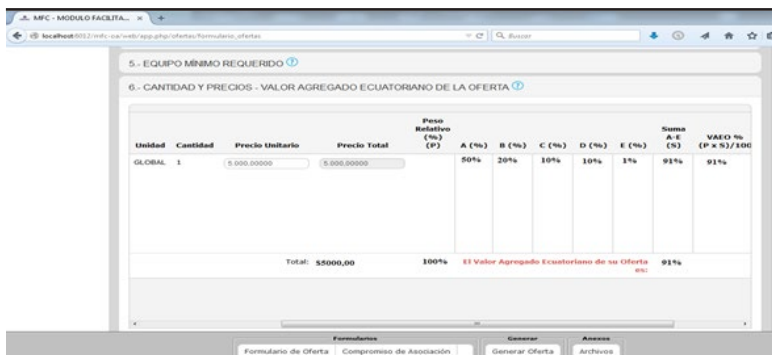 MFC - MODULO FACILITA... × +
localhost:6012/mfc-ca/web/app.php/ofertas/formulario_ofertas Buscar
5.- EQUIPO MÍNIMO REQUERIDO ?
6.- CANTIDAD Y PRECIOS - VALOR AGREGADO ECUATORIANO DE LA OFERTA ?
Unidad Cantidad Precio Unitario Precio Total Peso Relativo (%) (P) A (%) B (%) C (%) D (%) E (%) Suma A-E (S) VAEO % (P x S)/100
GLOBAL 1 5.000,00000 5.000,00000 50% 20% 10% 10% 1% 91% 91%
Total: $5000,00 100% El Valor Agregado Ecuatoriano de su Oferta es: 91%
Formularios Generar Anexos
Formulario de Oferta Compromiso de Asociación Generar Oferta Archivos